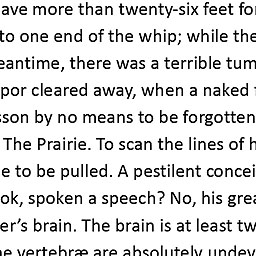 ave more than twenty-six feet fo
to one end of the whip; while the
eantime, there was a terrible tum
por cleared away, when a naked f
sson by no means to be forgotten
The Prairie. To scan the lines of h
e to be pulled. A pestilent concei
ok, spoken a speech? No, his grea
er’s brain. The brain is at least tw
he vertebræ are absolutely undev